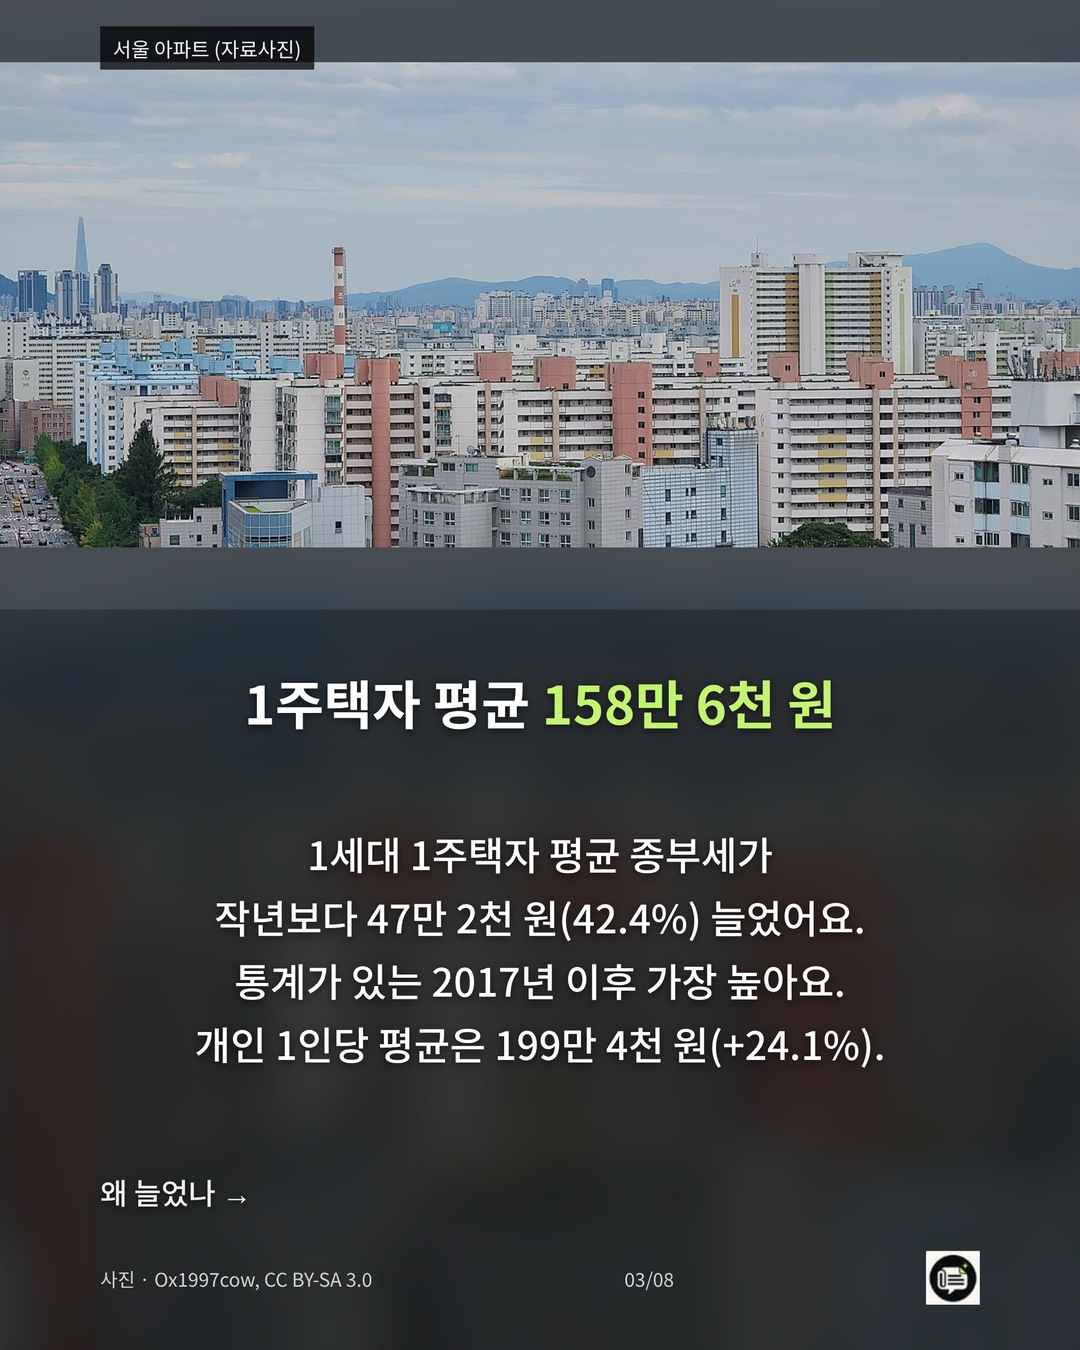 서울 아파트 (자료사진)
1주택자 평균 158만 6천 원
1세대 1주택자 평균 종부세가
작년보다 47만 2천 원(42.4%) 늘었어요.
통계가 있는 2017년 이후 가장 높아요.
개인 1인당 평균은 199만 4천 원(+24.1%).
왜 늘었나 →
사진 · Ox1997cow, CC BY-SA 3.0
03/08